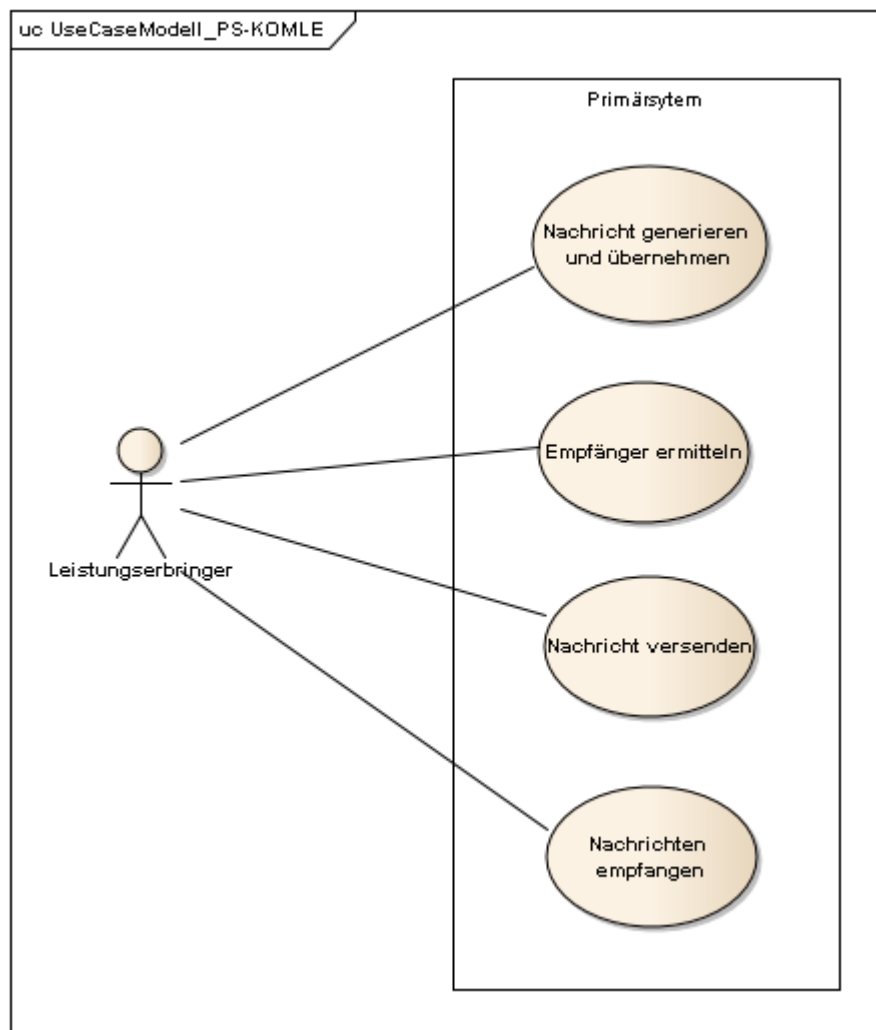 uc UseCaseModell_PS-KOMLE
Primärsytem
Nachricht generieren
und übernehmen
Empfänger ermitteln
Leistungserbringer
Nachricht versenden
Nachrichten
empfangen